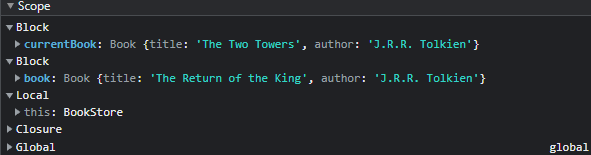 Scope
Block
currentBook: Book {title: 'The Two Towers', author: 'J.R.R. Tolkien'}
Block
book: Book {title: 'The Return of the King', author: 'J.R.R. Tolkien'}
Local
this: BookStore
Closure
Global global